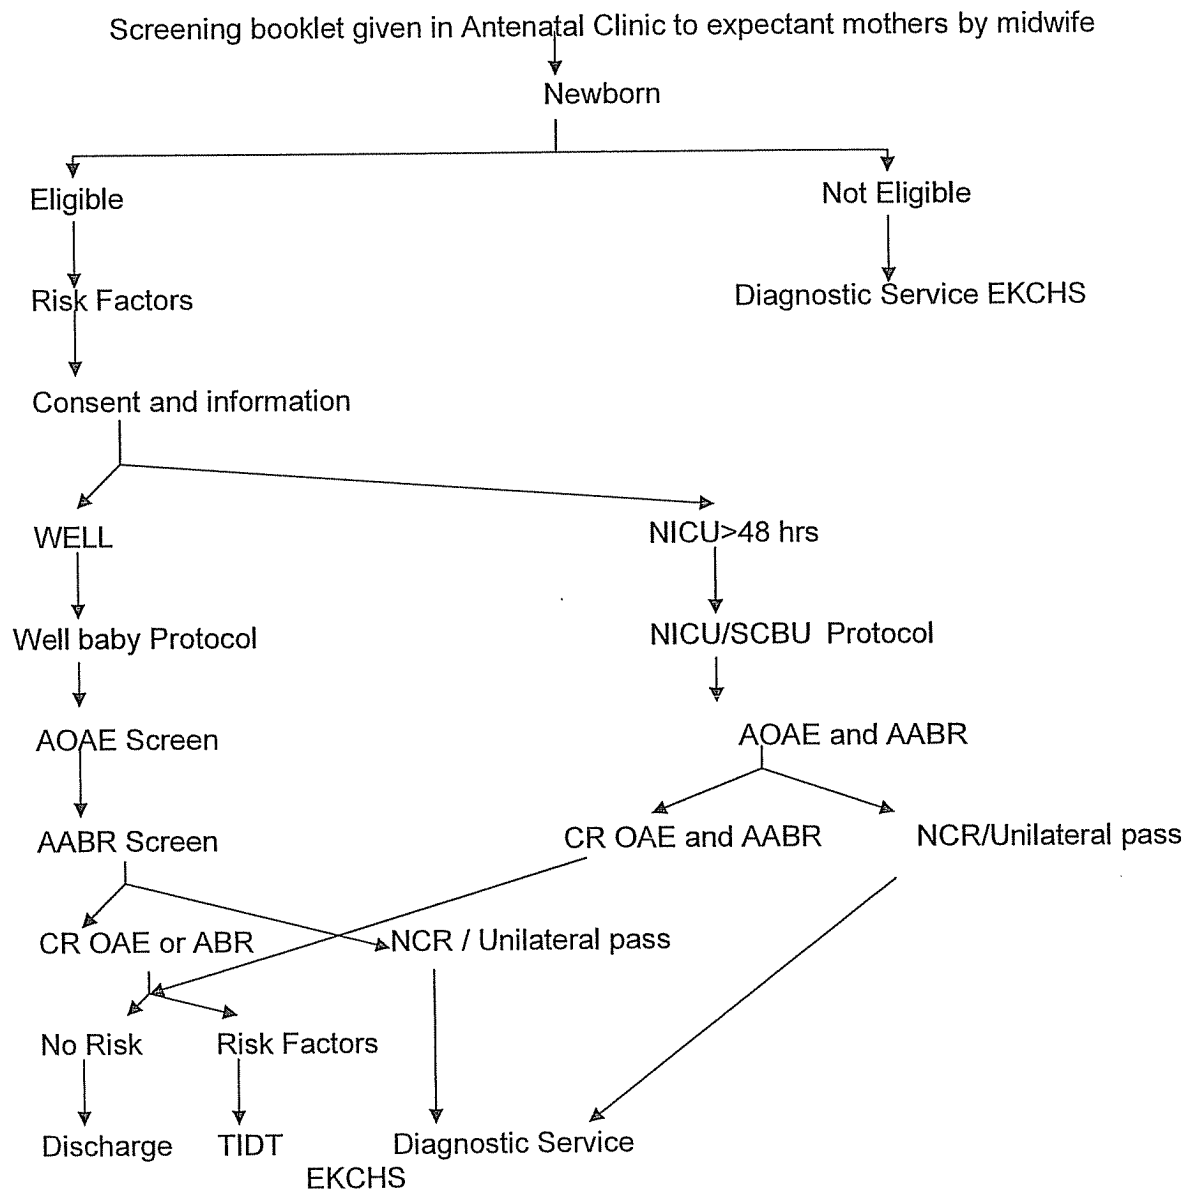 Screening booklet given in Antenatal Clinic to expectant mothers by midwife
Newborn
Eligible
Not Eligible
Risk Factors
Diagnostic Service EKCHS
Consent and information
WELL
NICU>48 hrs
Well baby Protocol
NICU/SCBU Protocol
AOAE Screen
AOAE and AABR
AABR Screen
CR OAE and AABR
NCR/Unilateral pass
CR OAE or ABR
NCR / Unilateral pass
No Risk
Risk Factors
Discharge
TIDT
Diagnostic Service
EKCHS